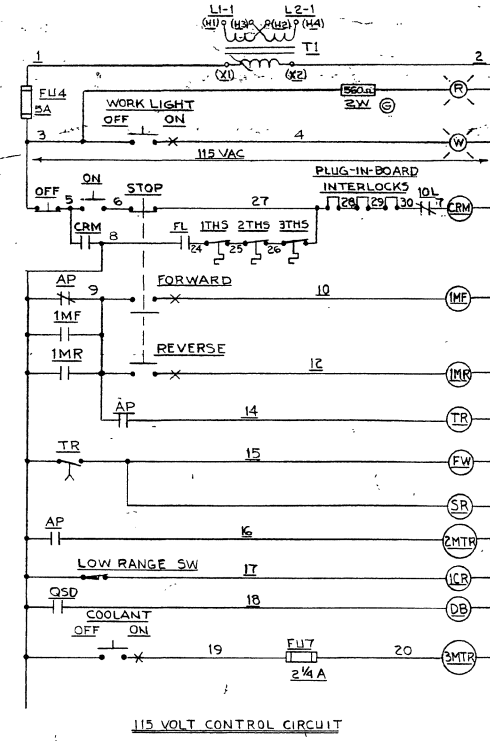 L1-1 L2-1
(H1) (H3) (H2) (H4)
T1
1 (X1) (X2) 2
FU4
5A
560Ω
2W G
R
WORK LIGHT
OFF ON
3 4 W
115 VAC
PLUG-IN-BOARD
INTERLOCKS
OFF ON STOP
5 6 27 28 29 30 10L 7 CRM
CRM 8 FL 1THS 2THS 3THS
24 25 26
AP 9 FORWARD 10 1MF
1MF
1MR REVERSE 12 1MR
AP 14 TR
TR 15 FW
SR
AP 16 2MTR
LOW RANGE SW 17 1CR
QSD 18 DB
COOLANT
OFF ON
19 FU7 20 3MTR
2 1/4 A
115 VOLT CONTROL CIRCUIT